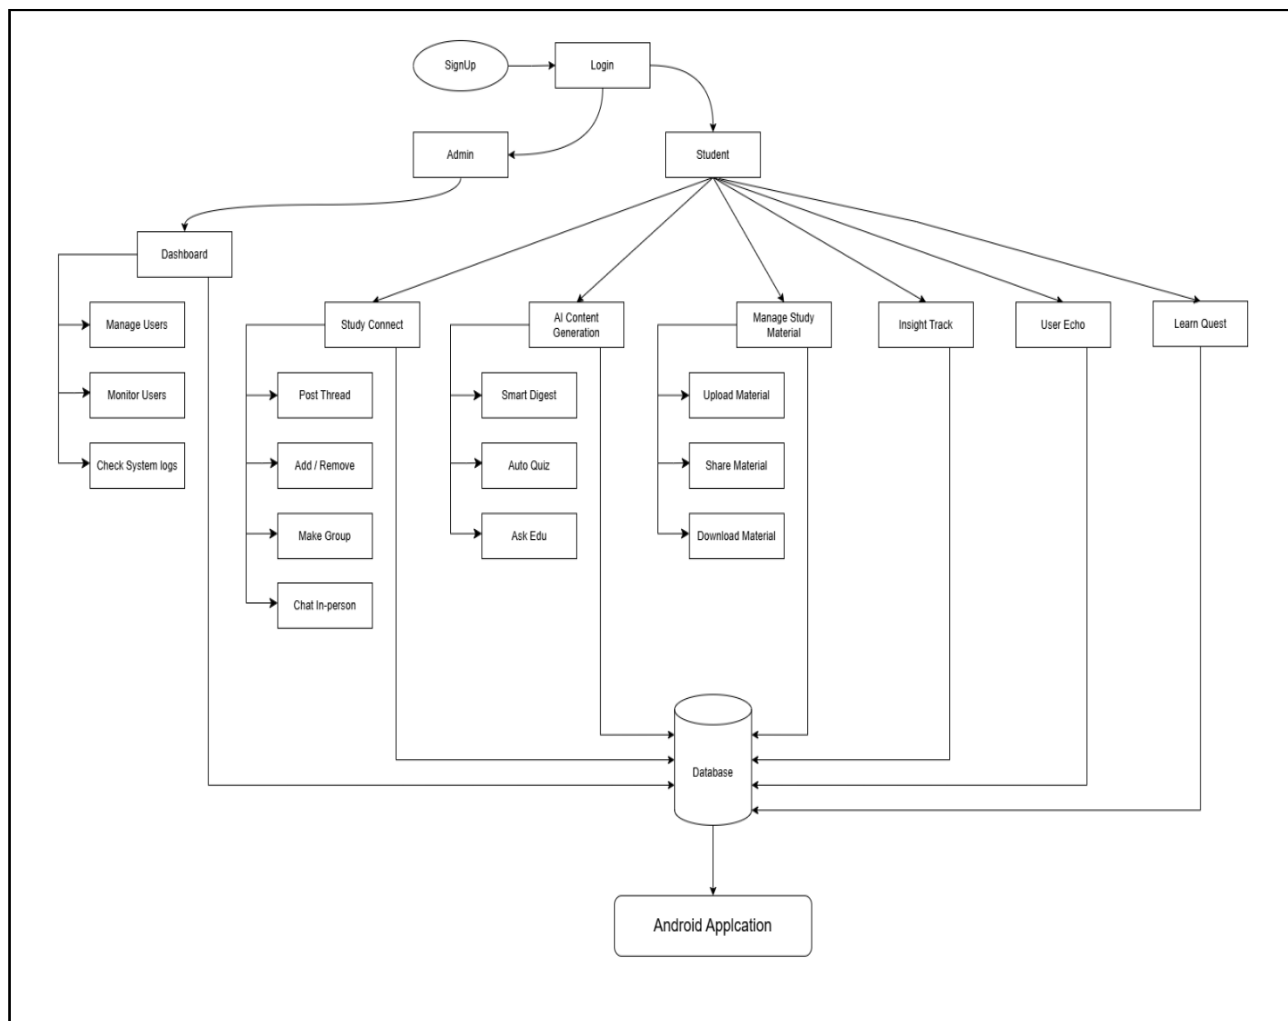 SignUp
Login
Admin
Student
Dashboard
Manage Users
Monitor Users
Check System logs
Study Connect
Post Thread
Add / Remove
Make Group
Chat In-person
AI Content
Generation
Smart Digest
Auto Quiz
Ask Edu
Manage Study
Material
Upload Material
Share Material
Download Material
Insight Track
User Echo
Learn Quest
Database
Android Applcation